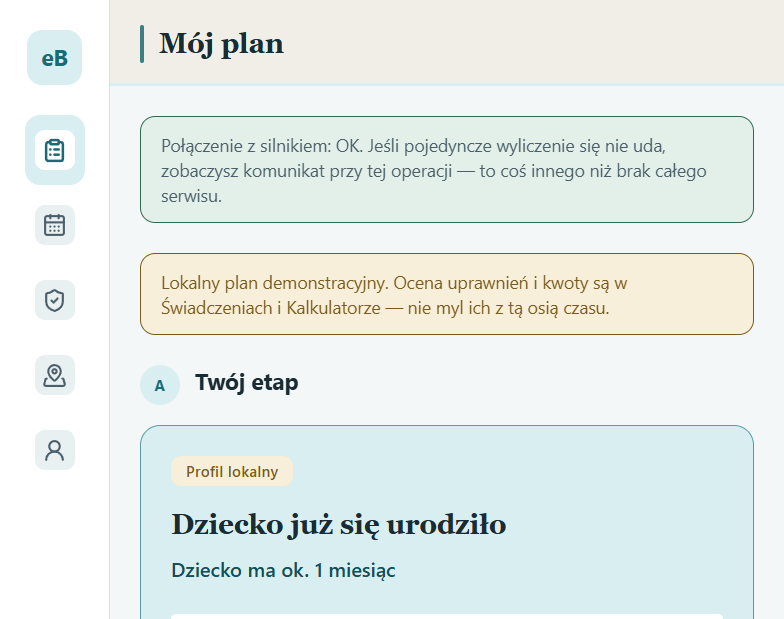 eB
Mój plan
Połączenie z silnikiem: OK. Jeśli pojedyncze wyliczenie się nie uda,
zobaczysz komunikat przy tej operacji — to coś innego niż brak całego
serwisu.
Lokalny plan demonstracyjny. Ocena uprawnień i kwoty są w
Świadczeniach i Kalkulatorze — nie myl ich z tą osią czasu.
A
Twój etap
Profil lokalny
Dziecko już się urodziło
Dziecko ma ok. 1 miesiąc